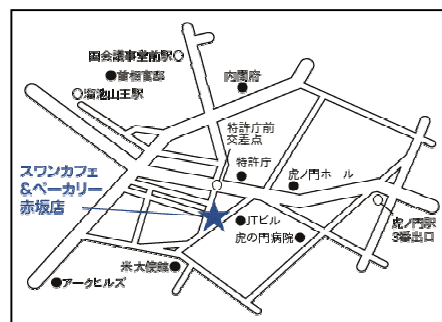 国会議事堂前駅
首相官邸
溜池山王駅
内閣府
特許庁前
交差点
特許庁
虎ノ門ホール
スワンカフェ
&ベーカリー
赤坂店
JTビル
虎の門病院
虎ノ門駅
3番出口
米大使館
アークヒルズ